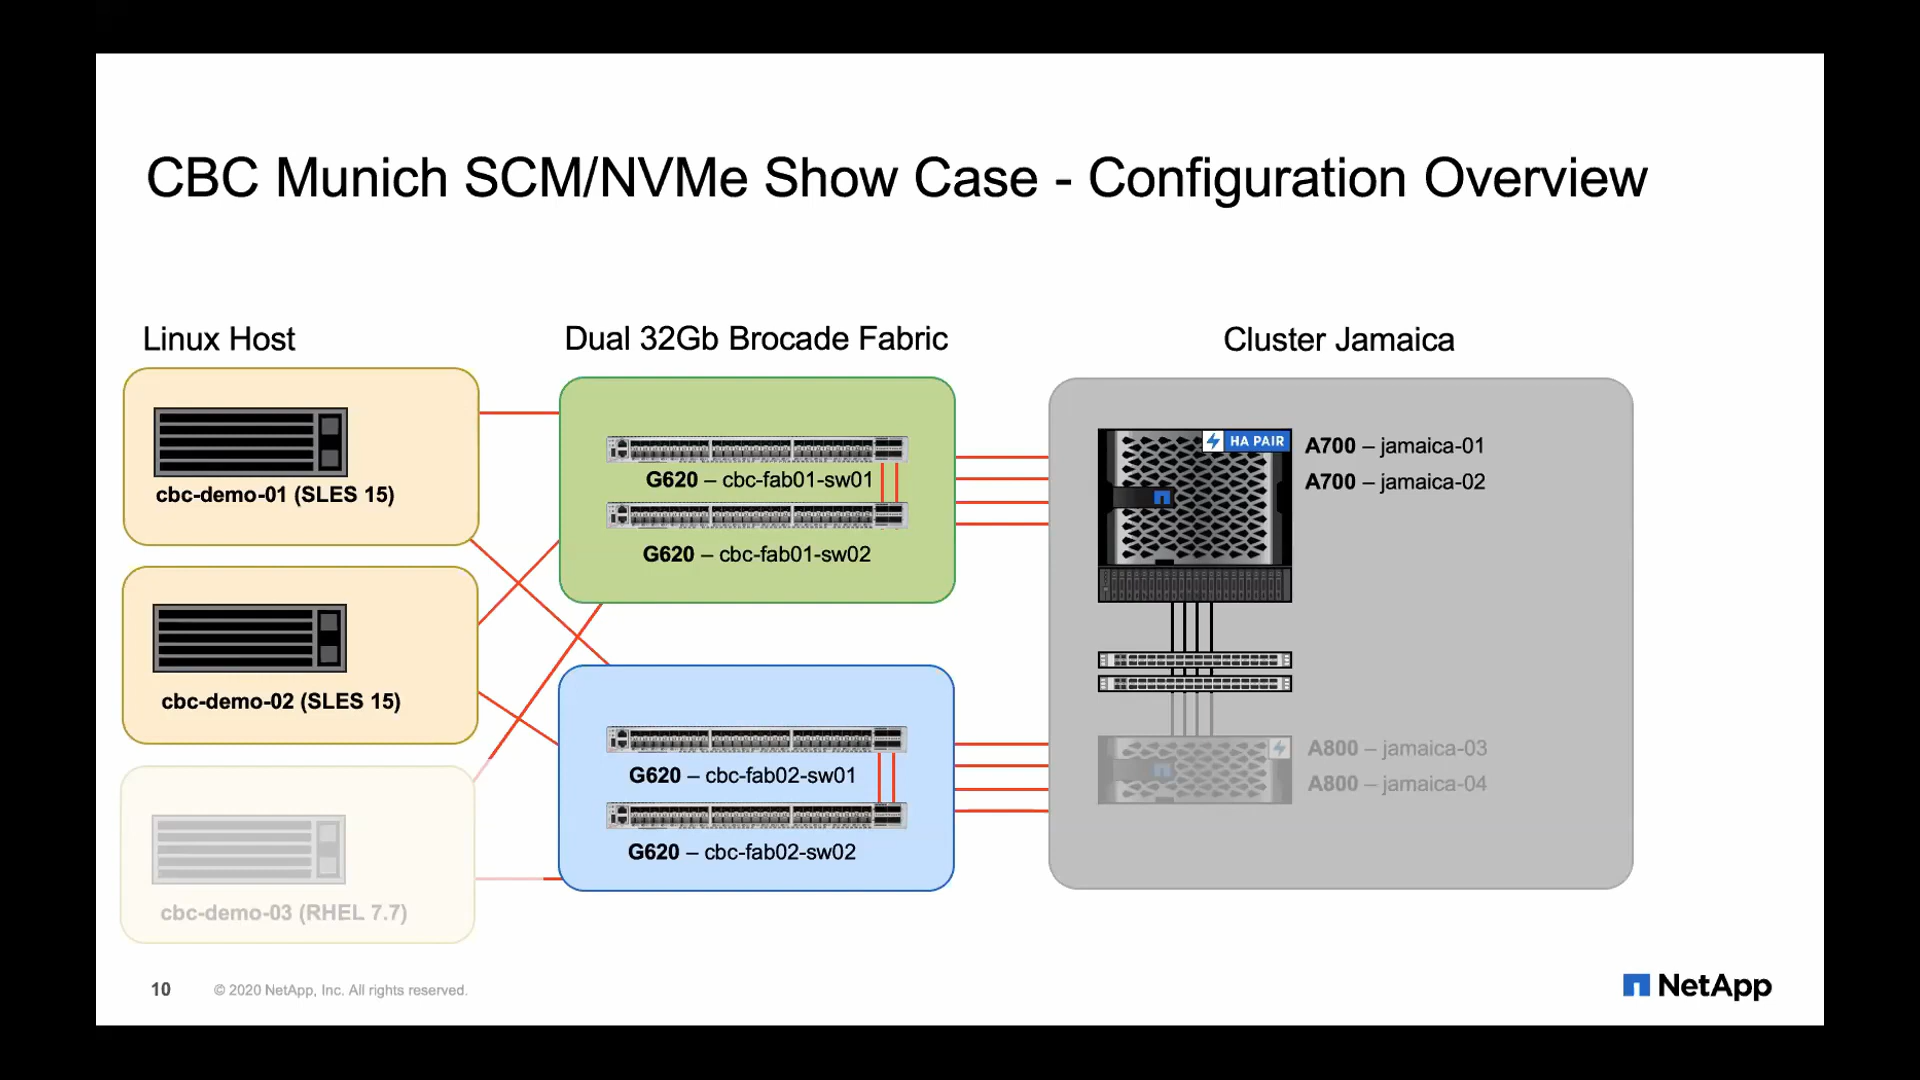 CBC Munich SCM/NVMe Show Case - Configuration Overview
Linux Host
Dual 32Gb Brocade Fabric
Cluster Jamaica
cbc-demo-01 (SLES 15)
cbc-demo-02 (SLES 15)
cbc-demo-03 (RHEL 7.7)
G620 – cbc-fab01-sw01
G620 – cbc-fab01-sw02
G620 – cbc-fab02-sw01
G620 – cbc-fab02-sw02
HA PAIR
A700 – jamaica-01
A700 – jamaica-02
A800 – jamaica-03
A800 – jamaica-04
10
© 2020 NetApp, Inc. All rights reserved.
NetApp